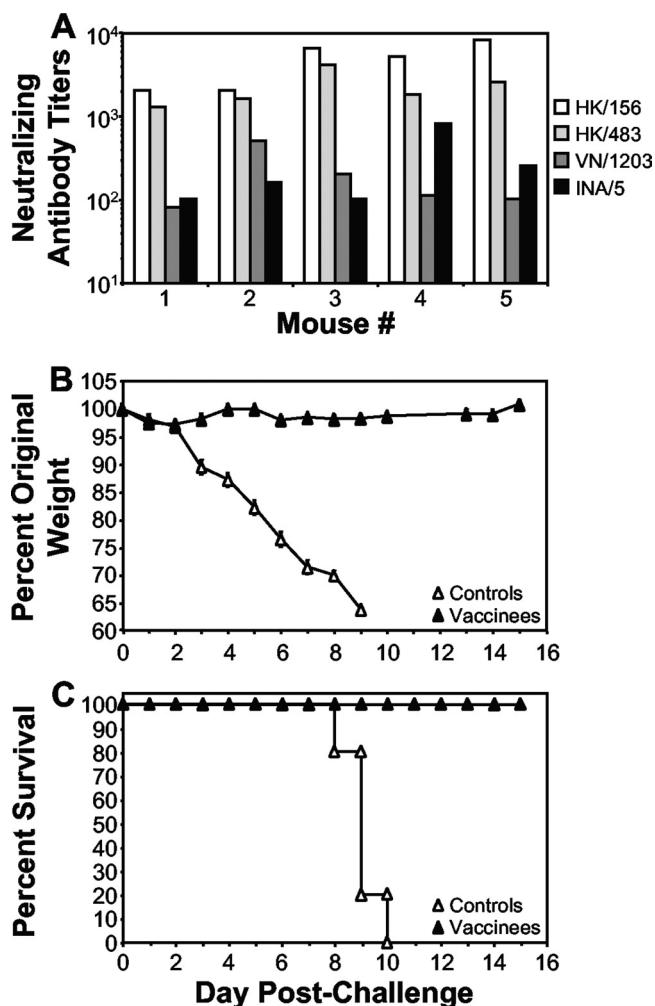 A
Neutralizing
Antibody Titers
10⁴
10³
10²
10¹
1 2 3 4 5
Mouse #
HK/156
HK/483
VN/1203
INA/5
B
Percent Original
Weight
105
100
95
90
85
80
75
70
65
60
0 2 4 6 8 10 12 14 16
Controls
Vaccinees
C
Percent Survival
100
90
80
70
60
50
40
30
20
10
0
0 2 4 6 8 10 12 14 16
Controls
Vaccinees
Day Post-Challenge